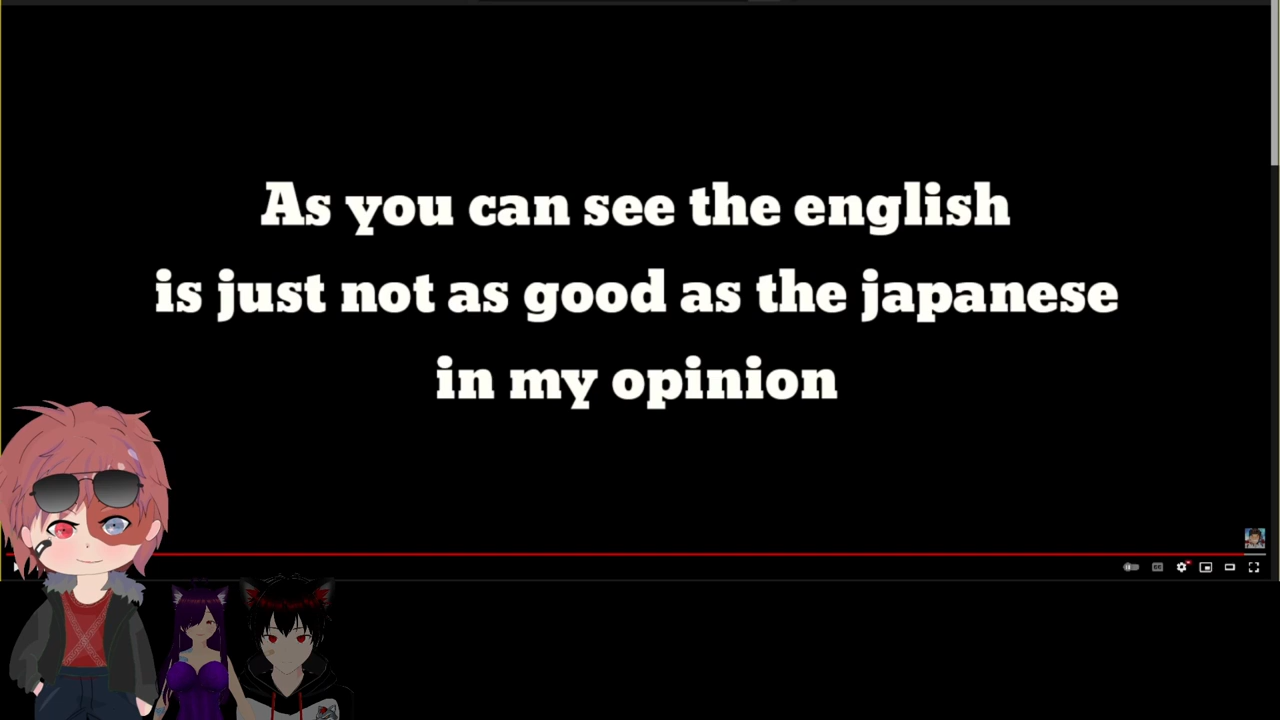 As you can see the english
is just not as good as the japanese
in my opinion